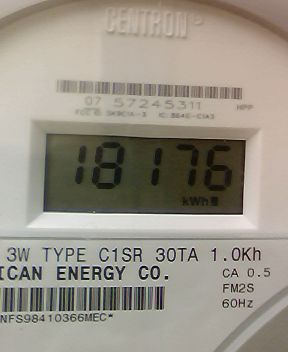 CENTRON
07 57245311 HPP
18176
kWh
3W TYPE C1SR 30TA 1.0Kh
ICAN ENERGY CO.
CA 0.5
FM2S
60Hz
NFS98410366MEC*